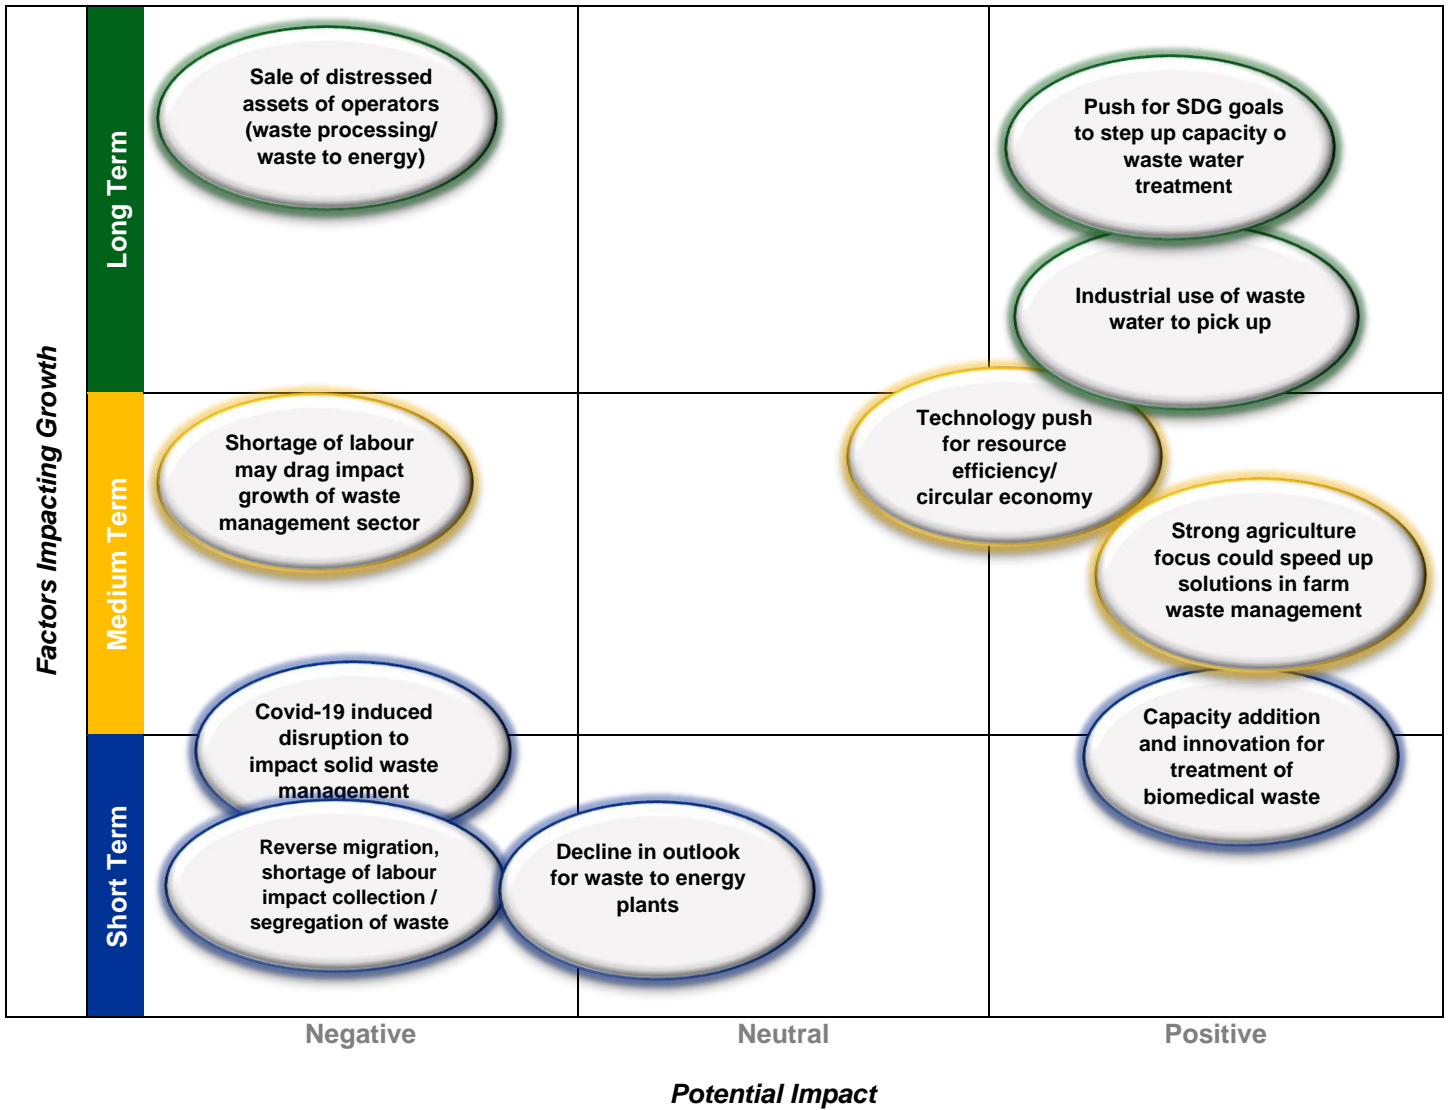 Factors Impacting Growth
Long Term
Sale of distressed
assets of operators
(waste processing/
waste to energy)
Push for SDG goals
to step up capacity o
waste water
treatment
Industrial use of waste
water to pick up
Medium Term
Shortage of labour
may drag impact
growth of waste
management sector
Technology push
for resource
efficiency/
circular economy
Strong agriculture
focus could speed up
solutions in farm
waste management
Short Term
Covid-19 induced
disruption to
impact solid waste
management
Capacity addition
and innovation for
treatment of
biomedical waste
Reverse migration,
shortage of labour
impact collection /
segregation of waste
Decline in outlook
for waste to energy
plants
Negative
Neutral
Positive
Potential Impact